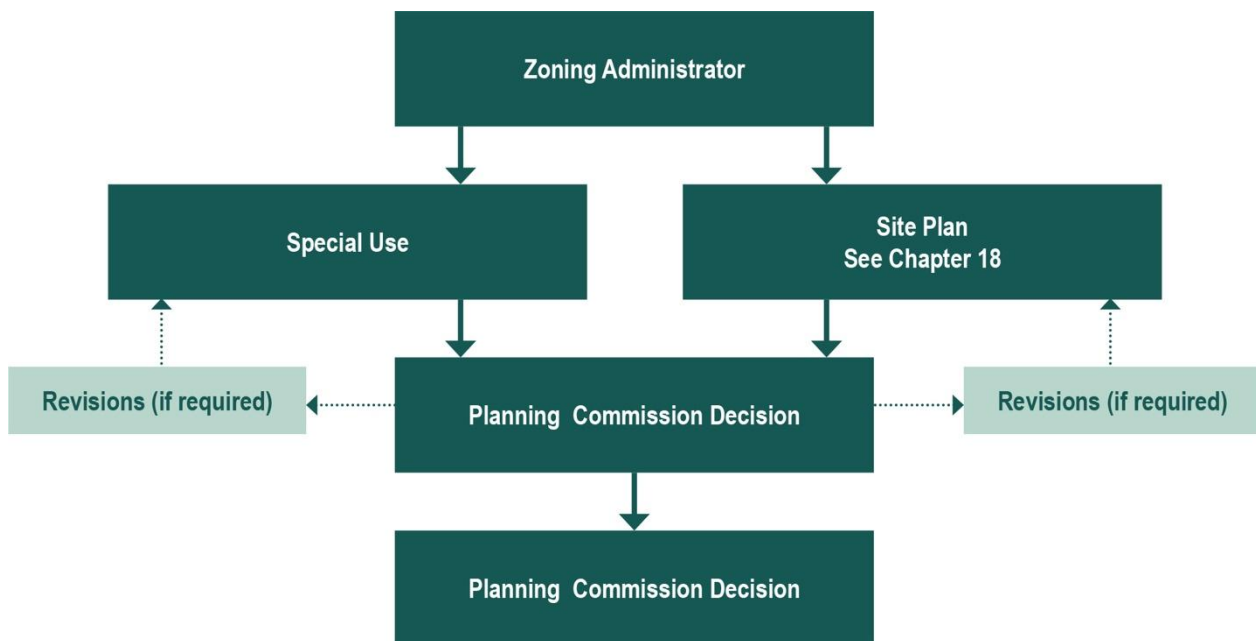 Zoning Administrator
Special Use
Site Plan
See Chapter 18
Revisions (if required)
Planning Commission Decision
Revisions (if required)
Planning Commission Decision